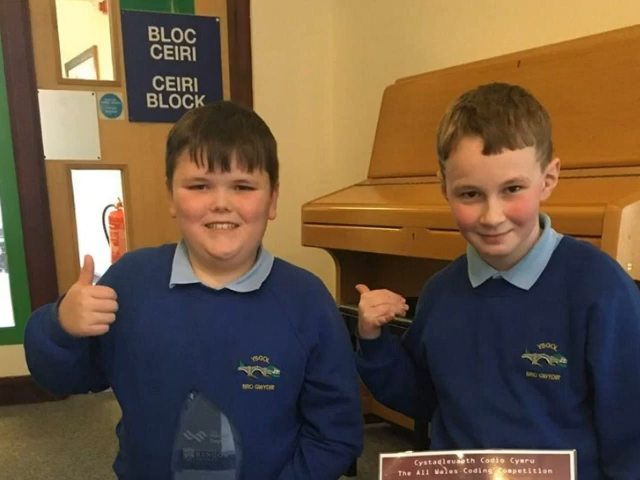 BLOC
CEIRI
CEIRI
BLOCK
YSGOL
BRO GWYDIR
YSGOL
BRO GWYDIR
Cystadleuaeth Codio Cymru
The All Wales Coding Competition